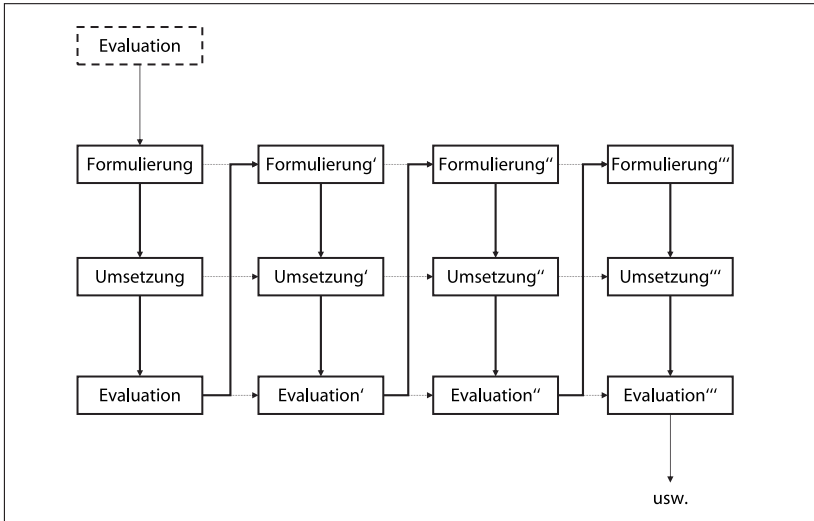 Evaluation
Formulierung
Formulierung‘
Formulierung‘‘
Formulierung‘‘‘
Umsetzung
Umsetzung‘
Umsetzung‘‘
Umsetzung‘‘‘
Evaluation
Evaluation‘
Evaluation‘‘
Evaluation‘‘‘
usw.